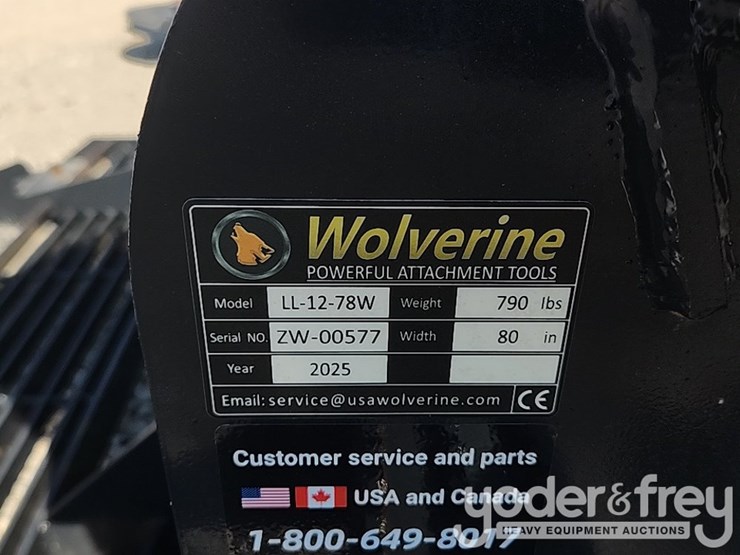 Wolverine
POWERFUL ATTACHMENT TOOLS
Model LL-12-78W Weight 790 lbs
Serial NO. ZW-00577 Width 80 in
Year 2025
Email: service@usawolverine.com CE
Customer service and parts
USA and Canada
1-800-649-8017
yoder&frey
HEAVY EQUIPMENT AUCTIONS